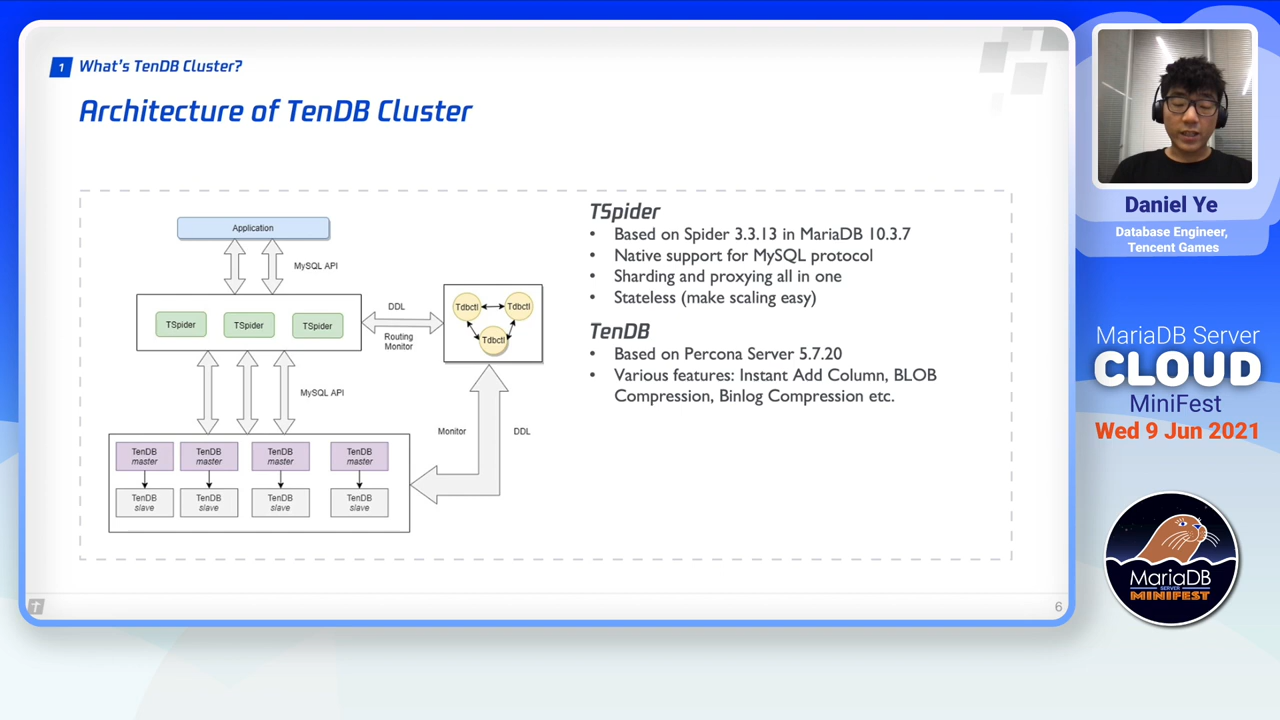 1 What's TenDB Cluster?
Architecture of TenDB Cluster
Application
MySQL API
TSpider
TSpider
TSpider
DDL
Routing
Monitor
Tdbctl
Tdbctl
Tdbctl
MySQL API
Monitor
DDL
TenDB
master
TenDB
master
TenDB
master
TenDB
master
TenDB
slave
TenDB
slave
TenDB
slave
TenDB
slave
TSpider
• Based on Spider 3.3.13 in MariaDB 10.3.7
• Native support for MySQL protocol
• Sharding and proxying all in one
• Stateless (make scaling easy)
TenDB
• Based on Percona Server 5.7.20
• Various features: Instant Add Column, BLOB
Compression, Binlog Compression etc.
6
Daniel Ye
Database Engineer,
Tencent Games
MariaDB Server
CLOUD
MiniFest
Wed 9 Jun 2021
MariaDB
SERVER
MINIFEST